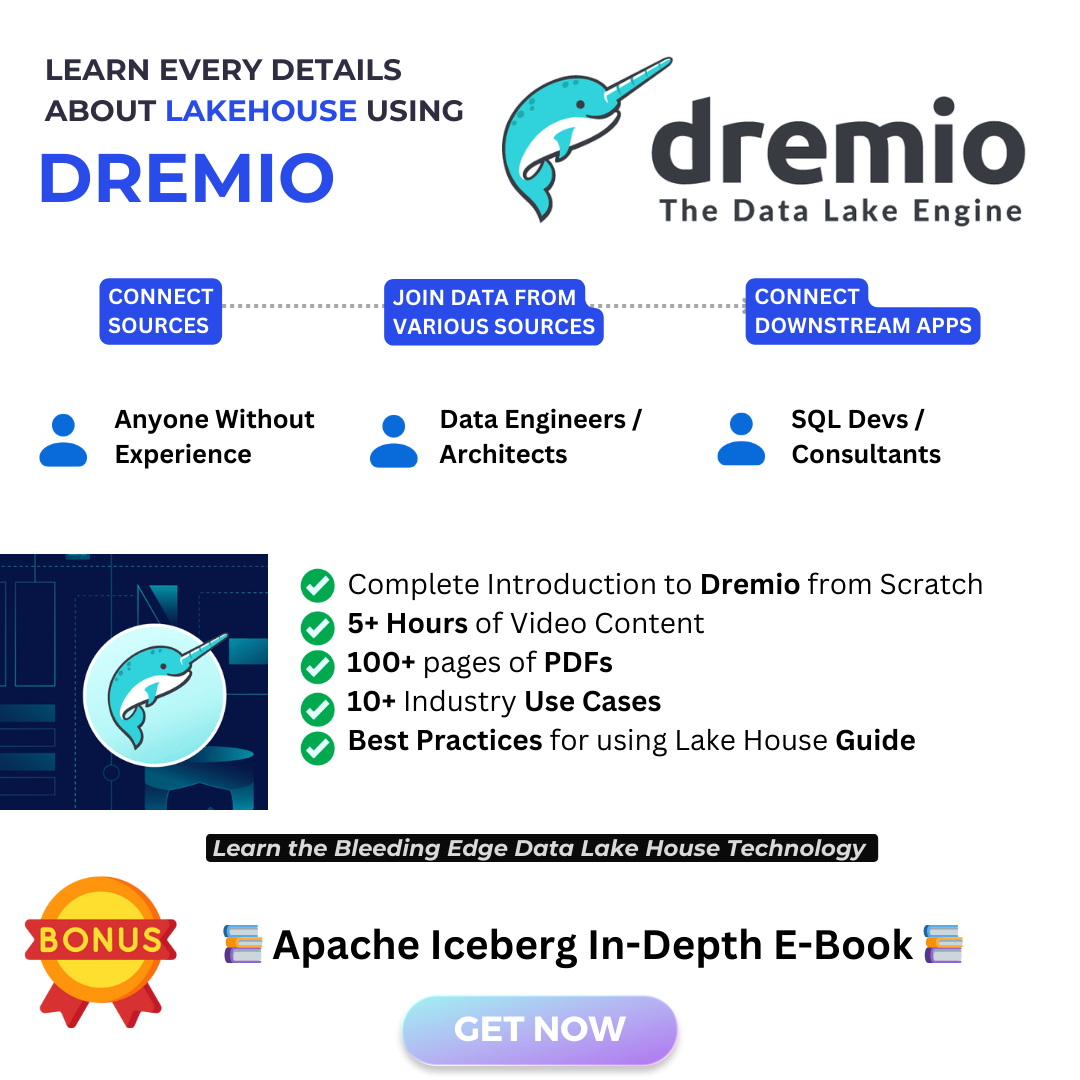 LEARN EVERY DETAILS
ABOUT LAKEHOUSE USING
DREMIO
dremio
The Data Lake Engine
CONNECT
SOURCES
JOIN DATA FROM
VARIOUS SOURCES
CONNECT
DOWNSTREAM APPS
Anyone Without
Experience
Data Engineers /
Architects
SQL Devs /
Consultants
Complete Introduction to Dremio from Scratch
5+ Hours of Video Content
100+ pages of PDFs
10+ Industry Use Cases
Best Practices for using Lake House Guide
Learn the Bleeding Edge Data Lake House Technology
BONUS
Apache Iceberg In-Depth E-Book
GET NOW